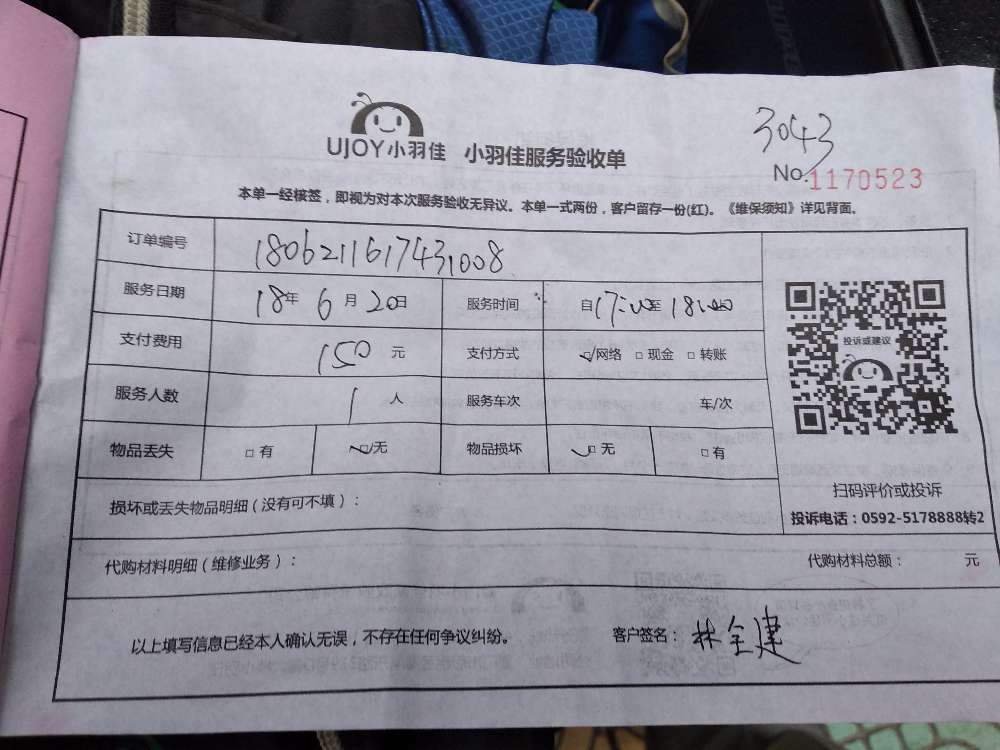 3043
UJOY小羽佳 小羽佳服务验收单
No.1170523
本单一经核签，即视为对本次服务验收无异议。本单一式两份，客户留存一份(红)。《维保须知》详见背面。
订单编号 1806211617431008
服务日期 18年 6月 20日 服务时间 自17:00至18:00
支付费用 150 元 支付方式 ☑网络 □现金 □转账
服务人数 1 人 服务车次 车/次
物品丢失 □有 ☑无 物品损坏 ☑无 □有
投诉或建议
扫码评价或投诉
投诉电话：0592-5178888转2
损坏或丢失物品明细（没有可不填）：
代购材料明细（维修业务）： 代购材料总额： 元
以上填写信息已经本人确认无误，不存在任何争议纠纷。 客户签名：林全建